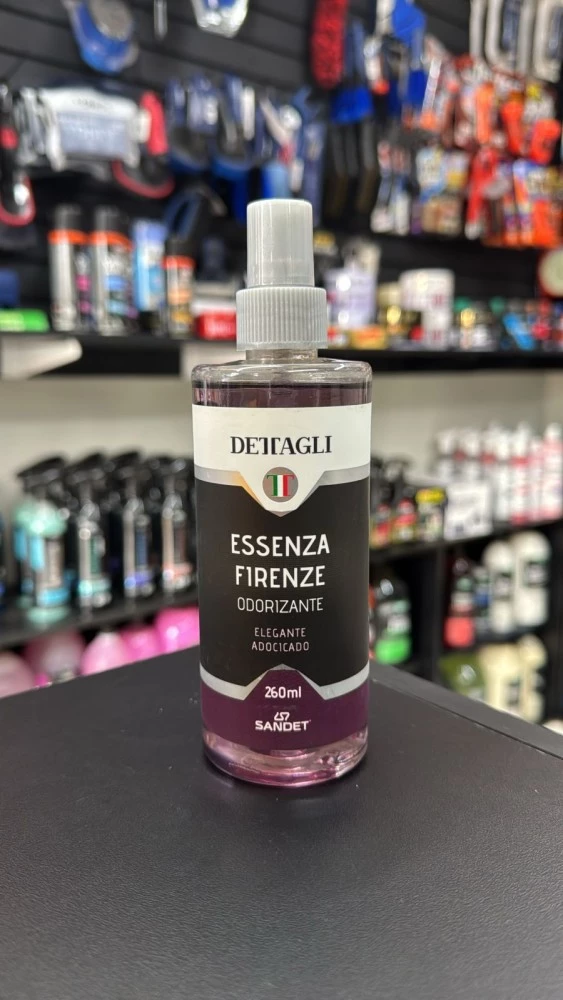 DETTAGLI
ESSENZA
FIRENZE
ODORIZANTE
ELEGANTE
ADOCICADO
260ml
SANDET